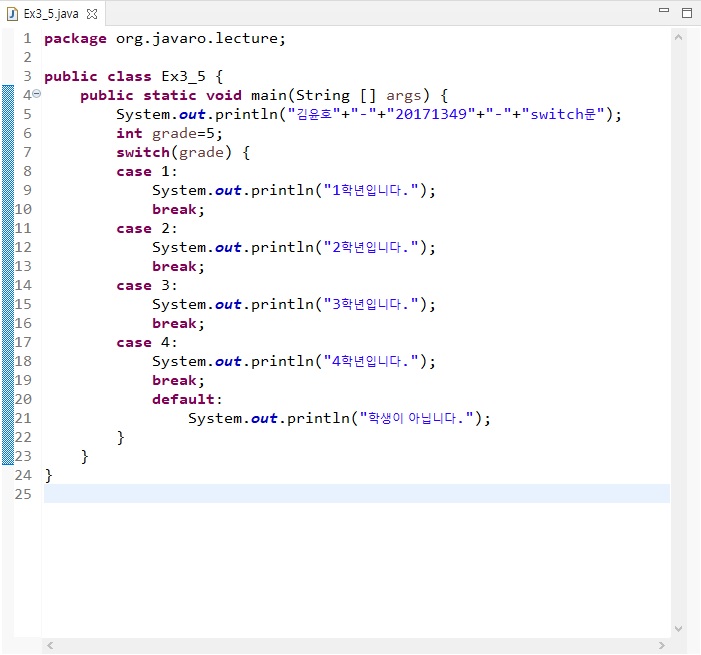 Ex3_5.java
1 package org.javaro.lecture;
2
3 public class Ex3_5 {
4 public static void main(String [] args) {
5 System.out.println("김윤호"+"-"+"20171349"+"-"+"switch문");
6 int grade=5;
7 switch(grade) {
8 case 1:
9 System.out.println("1학년입니다.");
10 break;
11 case 2:
12 System.out.println("2학년입니다.");
13 break;
14 case 3:
15 System.out.println("3학년입니다.");
16 break;
17 case 4:
18 System.out.println("4학년입니다.");
19 break;
20 default:
21 System.out.println("학생이 아닙니다.");
22 }
23 }
24 }
25